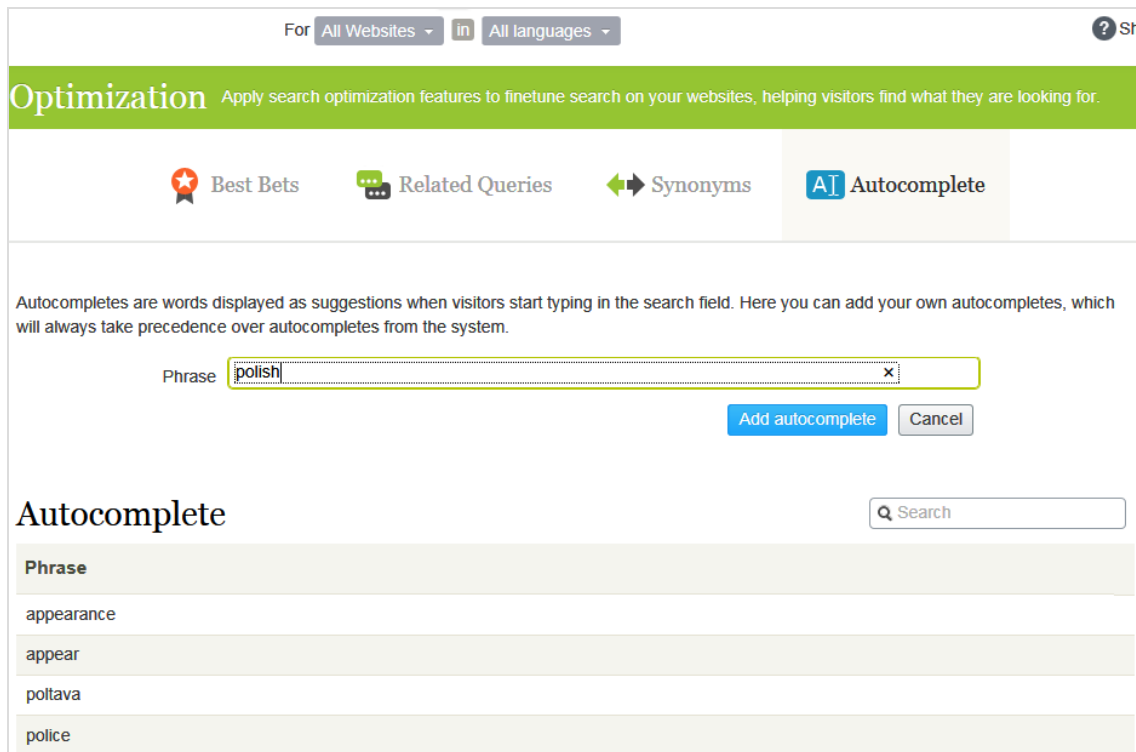 For All Websites in All languages ? Sh
Optimization Apply search optimization features to finetune search on your websites, helping visitors find what they are looking for.
Best Bets Related Queries Synonyms AI Autocomplete
Autocompletes are words displayed as suggestions when visitors start typing in the search field. Here you can add your own autocompletes, which
will always take precedence over autocompletes from the system.
Phrase polish ×
Add autocomplete Cancel
Autocomplete Search
Phrase
appearance
appear
poltava
police